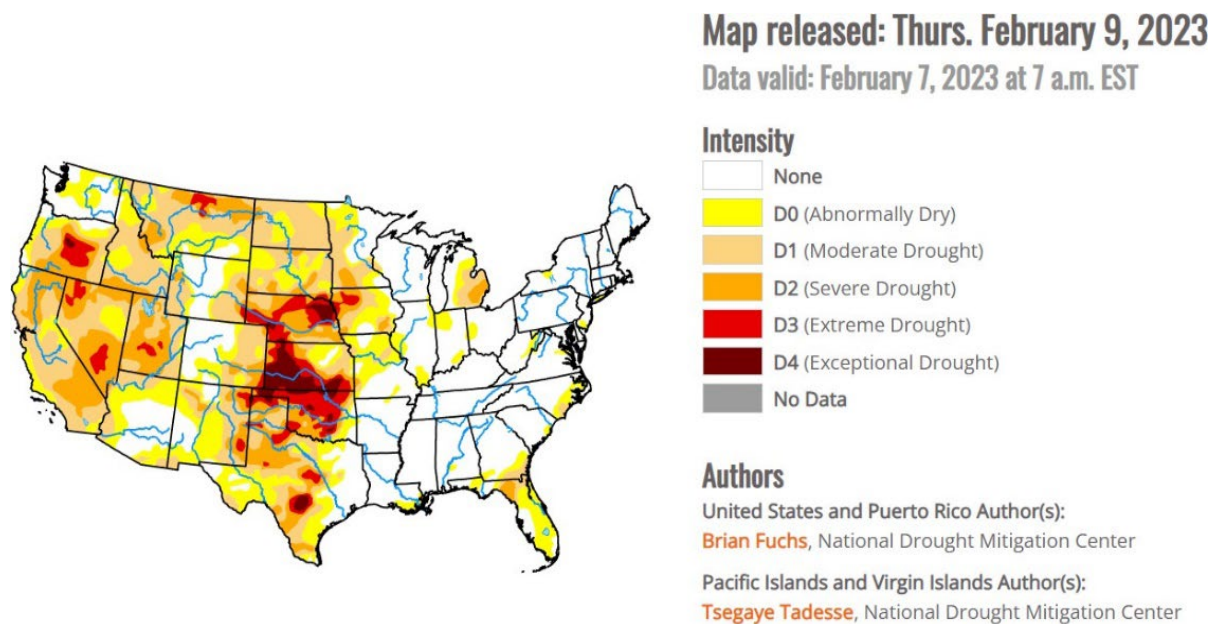 Map released: Thurs. February 9, 2023
Data valid: February 7, 2023 at 7 a.m. EST
Intensity
None
D0 (Abnormally Dry)
D1 (Moderate Drought)
D2 (Severe Drought)
D3 (Extreme Drought)
D4 (Exceptional Drought)
No Data
Authors
United States and Puerto Rico Author(s):
Brian Fuchs, National Drought Mitigation Center
Pacific Islands and Virgin Islands Author(s):
Tsegaye Tadesse, National Drought Mitigation Center